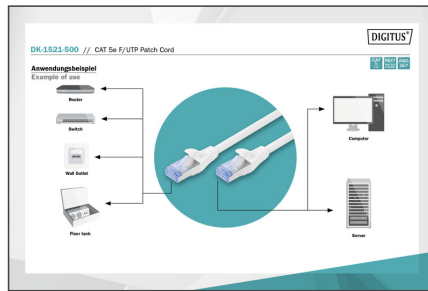 DIGITUS®
DK-1521-500 // CAT 5e F/UTP Patch Cord
Anwendungsbeispiel
Example of use
Router
Switch
Wall Outlet
Floor tank
Computer
Server